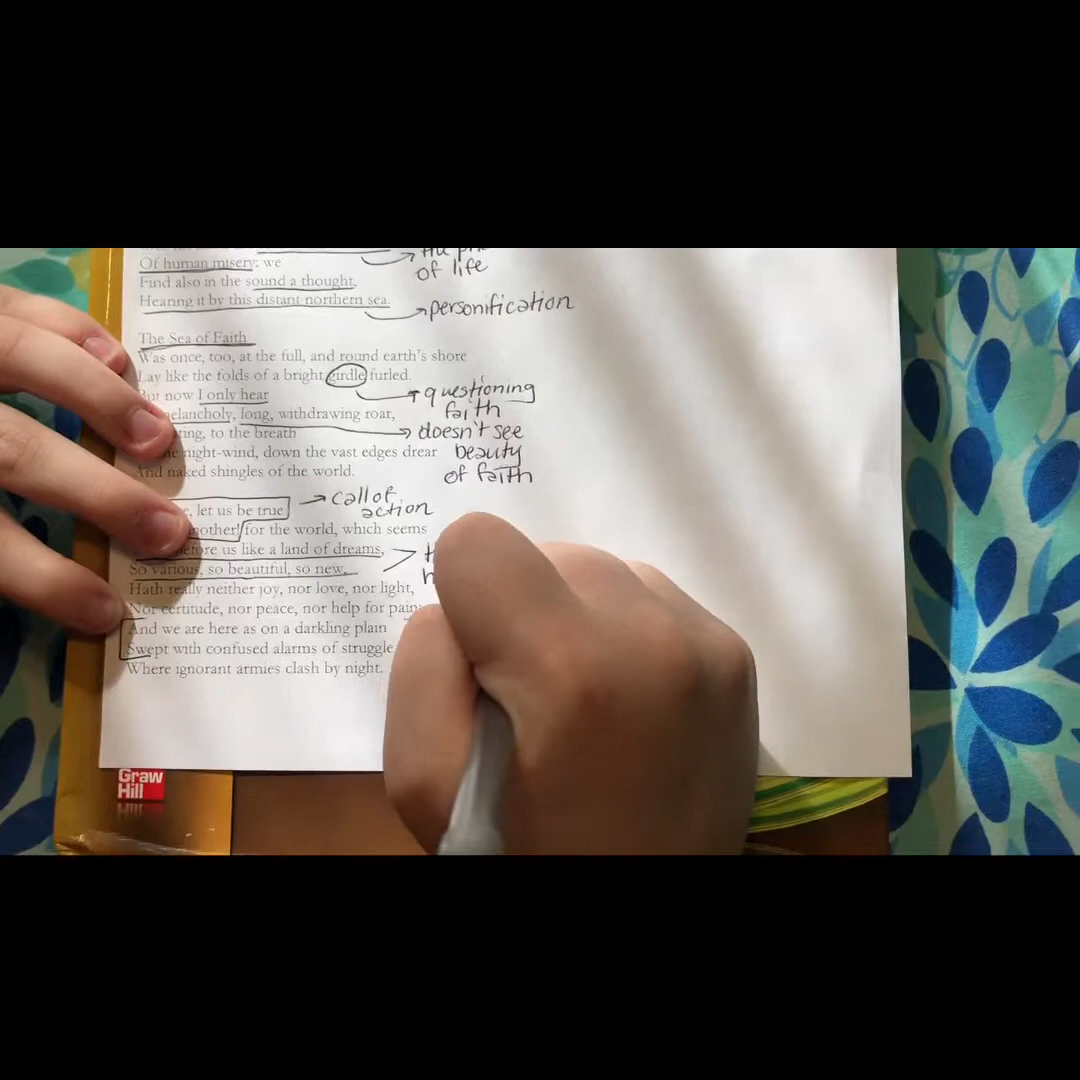 of life
Of human misery; we
Find also in the sound a thought,
Hearing it by this distant northern sea.
personification
The Sea of Faith
Was once, too, at the full, and round earth's shore
Lay like the folds of a bright girdle furled.
But now I only hear
questioning
faith
melancholy, long, withdrawing roar,
to the breath
doesn't see
night-wind, down the vast edges drear
beauty
And naked shingles of the world.
of faith
let us be true
call of
action
for the world, which seems
us like a land of dreams,
So various, so beautiful, so new,
Hath really neither joy, nor love, nor light,
Nor certitude, nor peace, nor help for pain;
And we are here as on a darkling plain
Swept with confused alarms of struggle
Where ignorant armies clash by night.
Graw
Hill